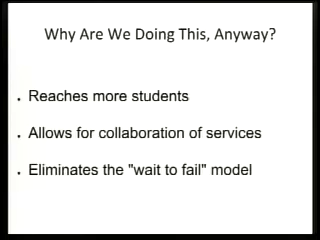 Why Are We Doing This, Anyway?
• Reaches more students
• Allows for collaboration of services
• Eliminates the "wait to fail" model